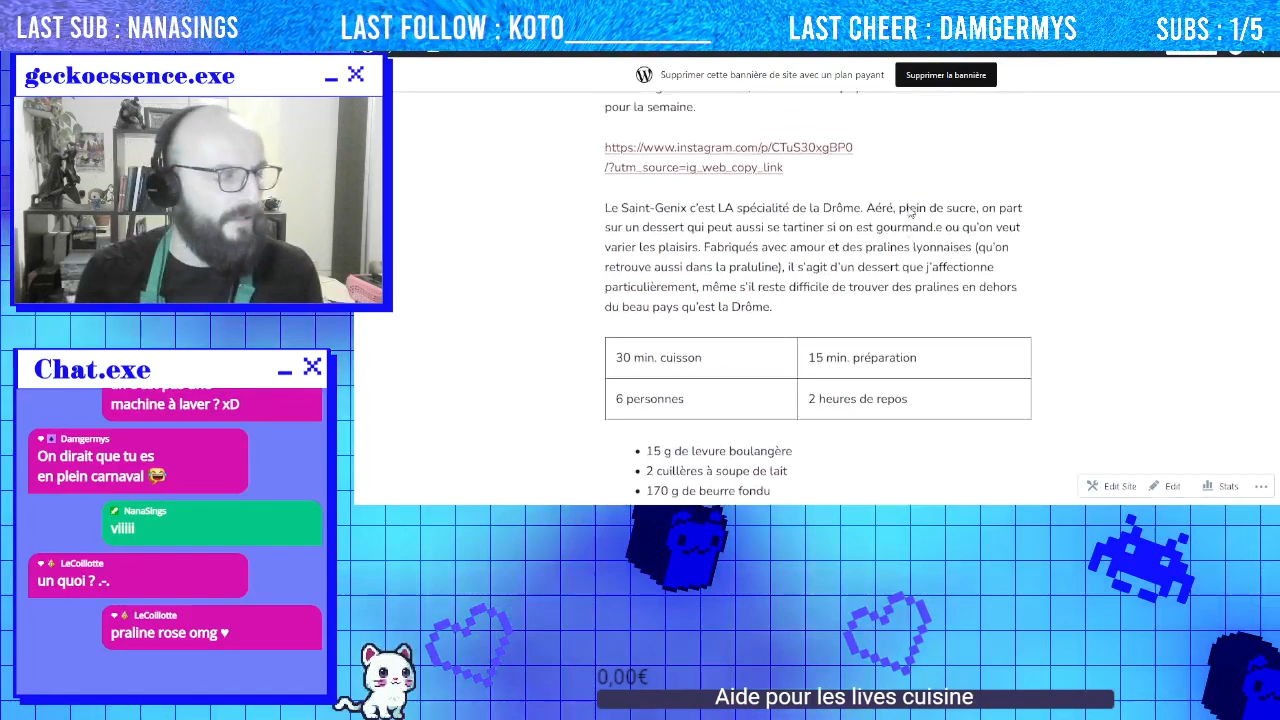 LAST SUB : NANASINGS
LAST FOLLOW : KOTO______________
LAST CHEER : DAMGERMYS
SUBS : 1/5
geckoessence.exe
Supprimer cette bannière de site avec un plan payant
Supprimer la bannière
pour la semaine.
https://www.instagram.com/p/CTuS30xgBP0
/?utm_source=ig_web_copy_link
Le Saint-Genix c’est LA spécialité de la Drôme. Aéré, plein de sucre, on part
sur un dessert qui peut aussi se tartiner si on est gourmand.e ou qu’on veut
varier les plaisirs. Fabriqués avec amour et des pralines lyonnaises (qu’on
retrouve aussi dans la praluline), il s’agit d’un dessert que j’affectionne
particulièrement, même s’il reste difficile de trouver des pralines en dehors
du beau pays qu’est la Drôme.
30 min. cuisson
15 min. préparation
6 personnes
2 heures de repos
15 g de levure boulangère
2 cuillères à soupe de lait
170 g de beurre fondu
Edit Site
Edit
Stats
Chat.exe
machine à laver ? xD
Damgermys
On dirait que tu es
en plein carnaval
NanaSings
viiiii
LeCoillotte
un quoi ? .-.
LeCoillotte
praline rose omg ♥
0,00€
Aide pour les lives cuisine